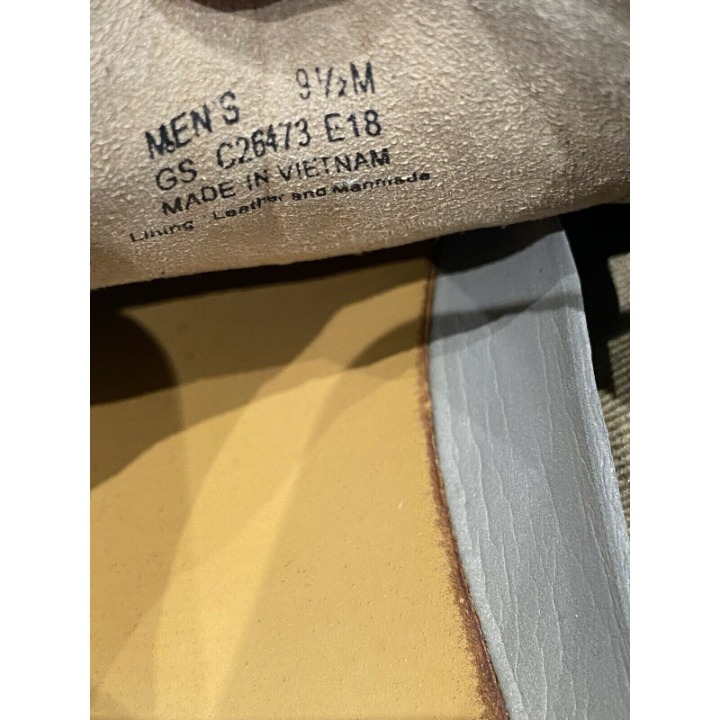 MEN'S 9½M
GS C26473 E18
MADE IN VIETNAM
Lining Leather and Manmade